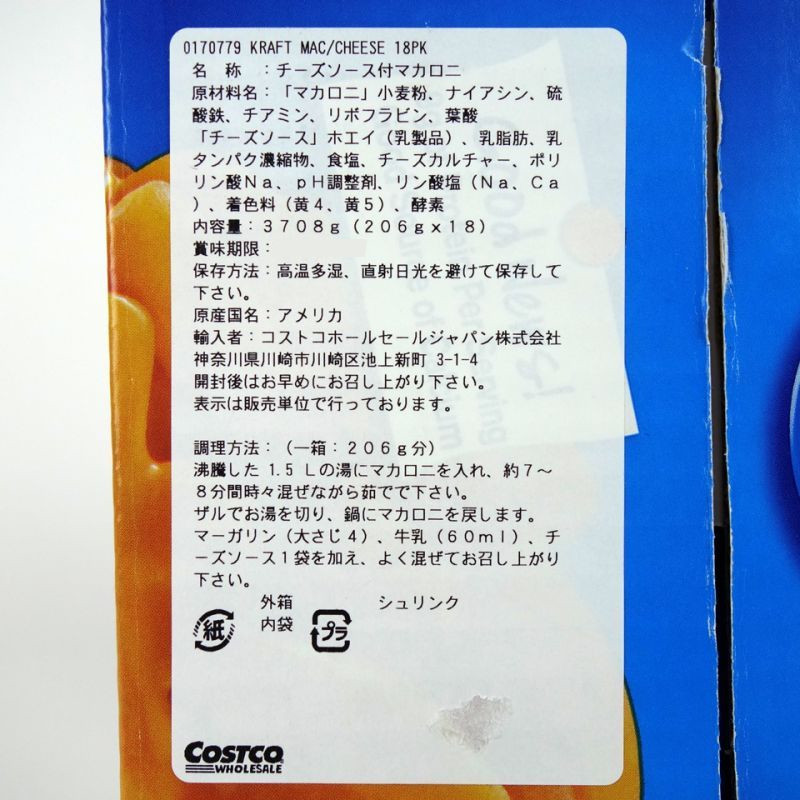 0170779 KRAFT MAC/CHEESE 18PK
名　称　：チーズソース付マカロニ
原材料名：「マカロニ」小麦粉、ナイアシン、硫
酸鉄、チアミン、リボフラビン、葉酸
「チーズソース」ホエイ（乳製品）、乳脂肪、乳
タンパク濃縮物、食塩、チーズカルチャー、ポリ
リン酸Ｎａ、ｐＨ調整剤、リン酸塩（Ｎａ、Ｃａ
）、着色料（黄４、黄５）、酵素
内容量：３７０８ｇ（２０６ｇｘ１８）
賞味期限：
保存方法：高温多湿、直射日光を避けて保存して
下さい。
原産国名：アメリカ
輸入者：コストコホールセールジャパン株式会社
神奈川県川崎市川崎区池上新町 3-1-4
開封後はお早めにお召し上がり下さい。
表示は販売単位で行っております。
調理方法：（一箱：２０６ｇ分）
沸騰した 1.5 Ｌの湯にマカロニを入れ、約７～
８分間時々混ぜながら茹でて下さい。
ザルでお湯を切り、鍋にマカロニを戻します。
マーガリン（大さじ４）、牛乳（６０ｍｌ）、チ
ーズソース１袋を加え、よく混ぜてお召し上がり
下さい。
外箱　シュリンク
紙　内袋　プラ
COSTCO
WHOLESALE